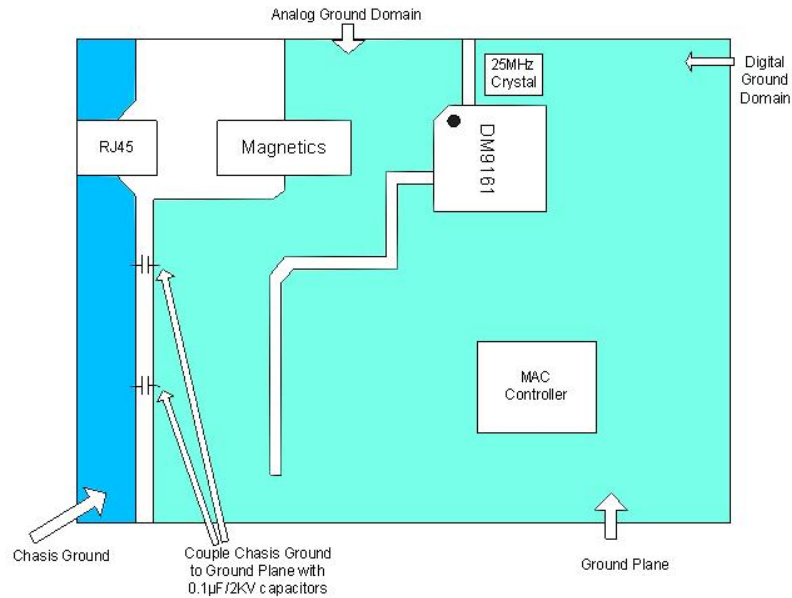 Analog Ground Domain
25MHz
Crystal
Digital
Ground
Domain
RJ45
Magnetics
DM9161
MAC
Controller
Chasis Ground
Couple Chasis Ground
to Ground Plane with
0.1µF/2KV capacitors
Ground Plane